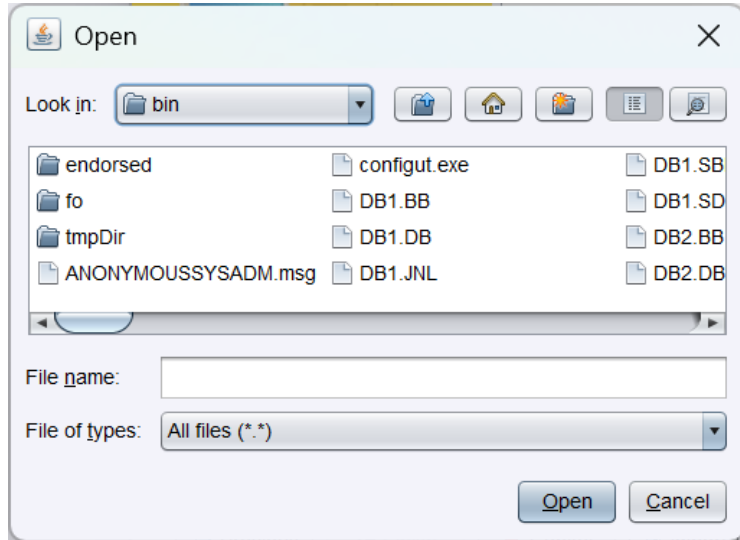 Open
Look in: bin
endorsed configut.exe DB1.SB
fo DB1.BB DB1.SD
tmpDir DB1.DB DB2.BB
ANONYMOUSSYSADM.msg DB1.JNL DB2.DB
File name:
File of types: All files (*.*)
Open Cancel